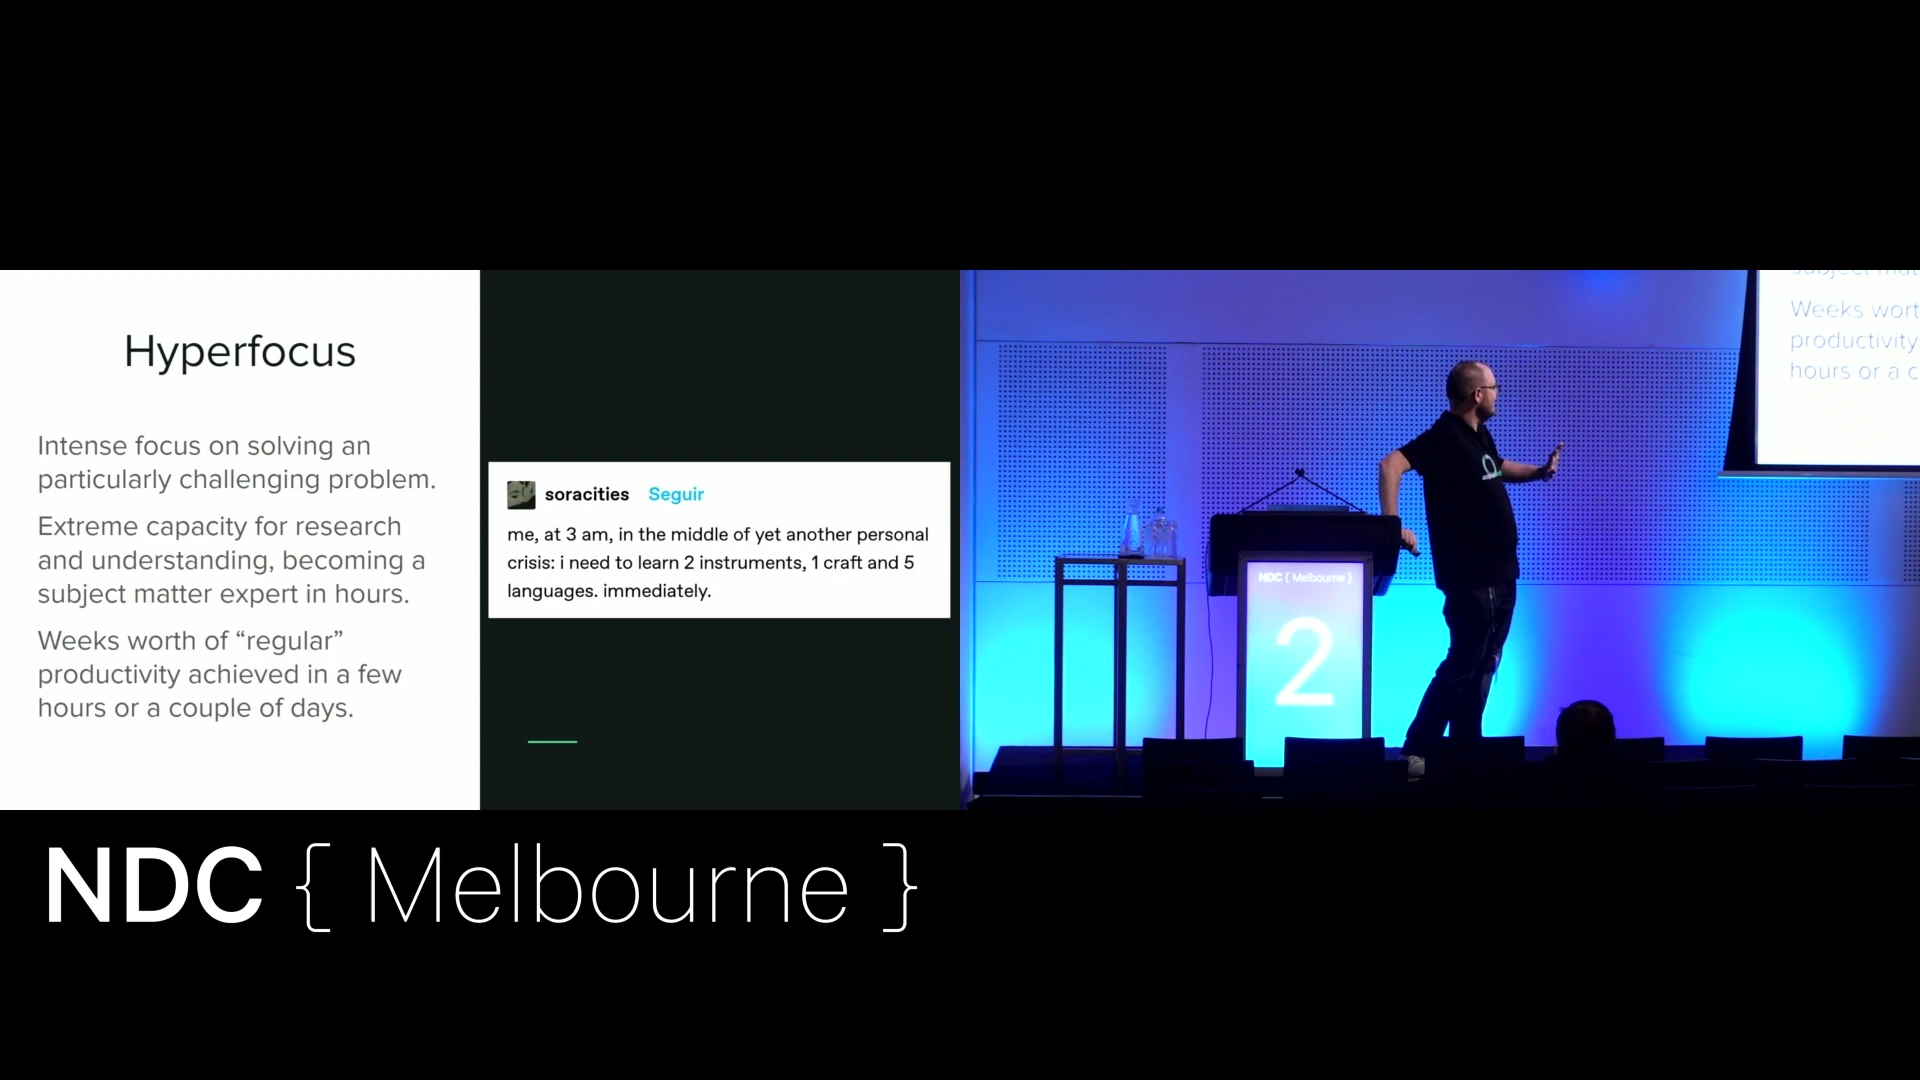 Hyperfocus
Intense focus on solving an
particularly challenging problem.
Extreme capacity for research
and understanding, becoming a
subject matter expert in hours.
Weeks worth of “regular”
productivity achieved in a few
hours or a couple of days.
soracities Seguir
me, at 3 am, in the middle of yet another personal
crisis: i need to learn 2 instruments, 1 craft and 5
languages. immediately.
Weeks wort
productivity
hours or a c
NDC { Melbourne }
2
NDC { Melbourne }